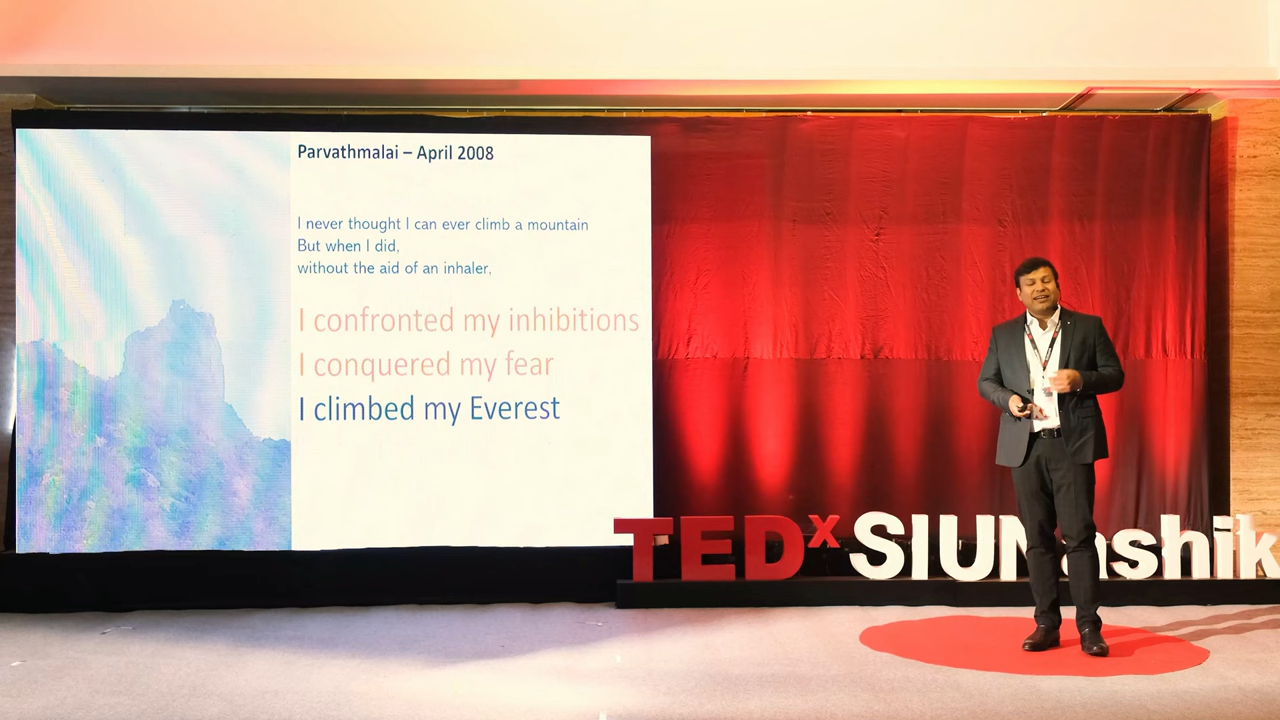 Parvathmalai – April 2008
I never thought I can ever climb a mountain
But when I did,
without the aid of an inhaler,
I confronted my inhibitions
I conquered my fear
I climbed my Everest
TEDx SIUNashik